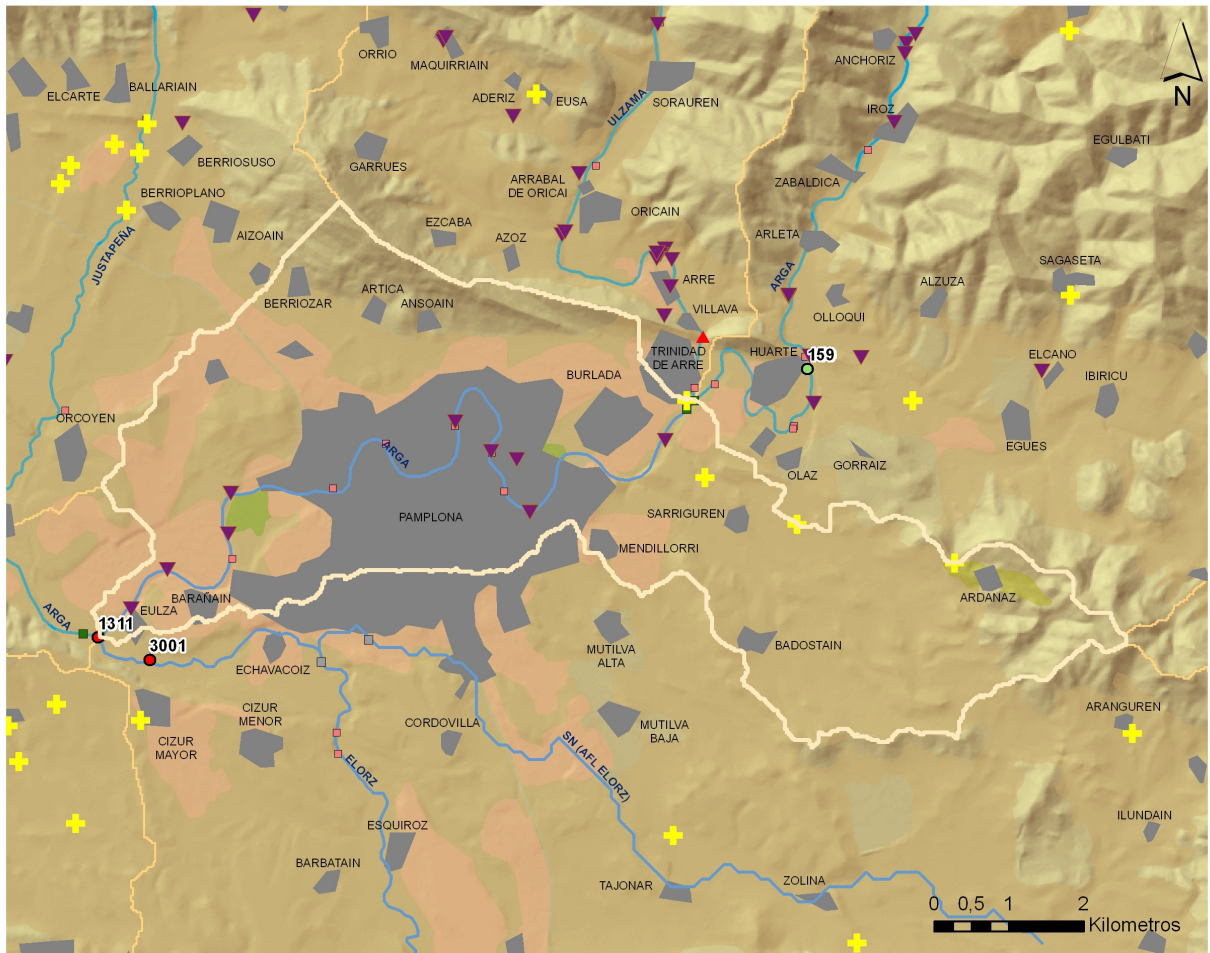 ORRIO
MAQUIRRIAIN
ANCHORIZ
N
ELCARTE
BALLARIAIN
ADERIZ
EUSA
SORAUREN
ULZAMA
IROZ
EGULBATI
BERRIOSUSO
GARRUES
ARRABAL
DE ORICAI
ZABALDICA
BERRIOPLANO
ORICAIN
AIZOAIN
EZCABA
AZOZ
ARLETA
JUSTAPEÑA
SAGASETA
ARGA
ARRE
ALZUZA
BERRIOZAR
ARTICA
ANSOAIN
VILLAVA
OLLOQUI
TRINIDAD
DE ARRE
HUARTE
159
ELCANO
BURLADA
IBIRICU
ORCOYEN
EGUES
ARGA
GORRAIZ
OLAZ
PAMPLONA
SARRIGUREN
MENDILLORRI
ARDANAZ
BARAÑAIN
ARGA
EULZA
1311
3001
MUTILVA
ALTA
BADOSTAIN
ECHAVACOIZ
CIZUR
MENOR
CORDOVILLA
MUTILVA
BAJA
ARANGUREN
CIZUR
MAYOR
ELORZ
SN (AFL ELORZ)
ESQUIROZ
ILUNDAIN
BARBATAIN
TAJONAR
ZOLINA
0 0,5 1 2
Kilometros